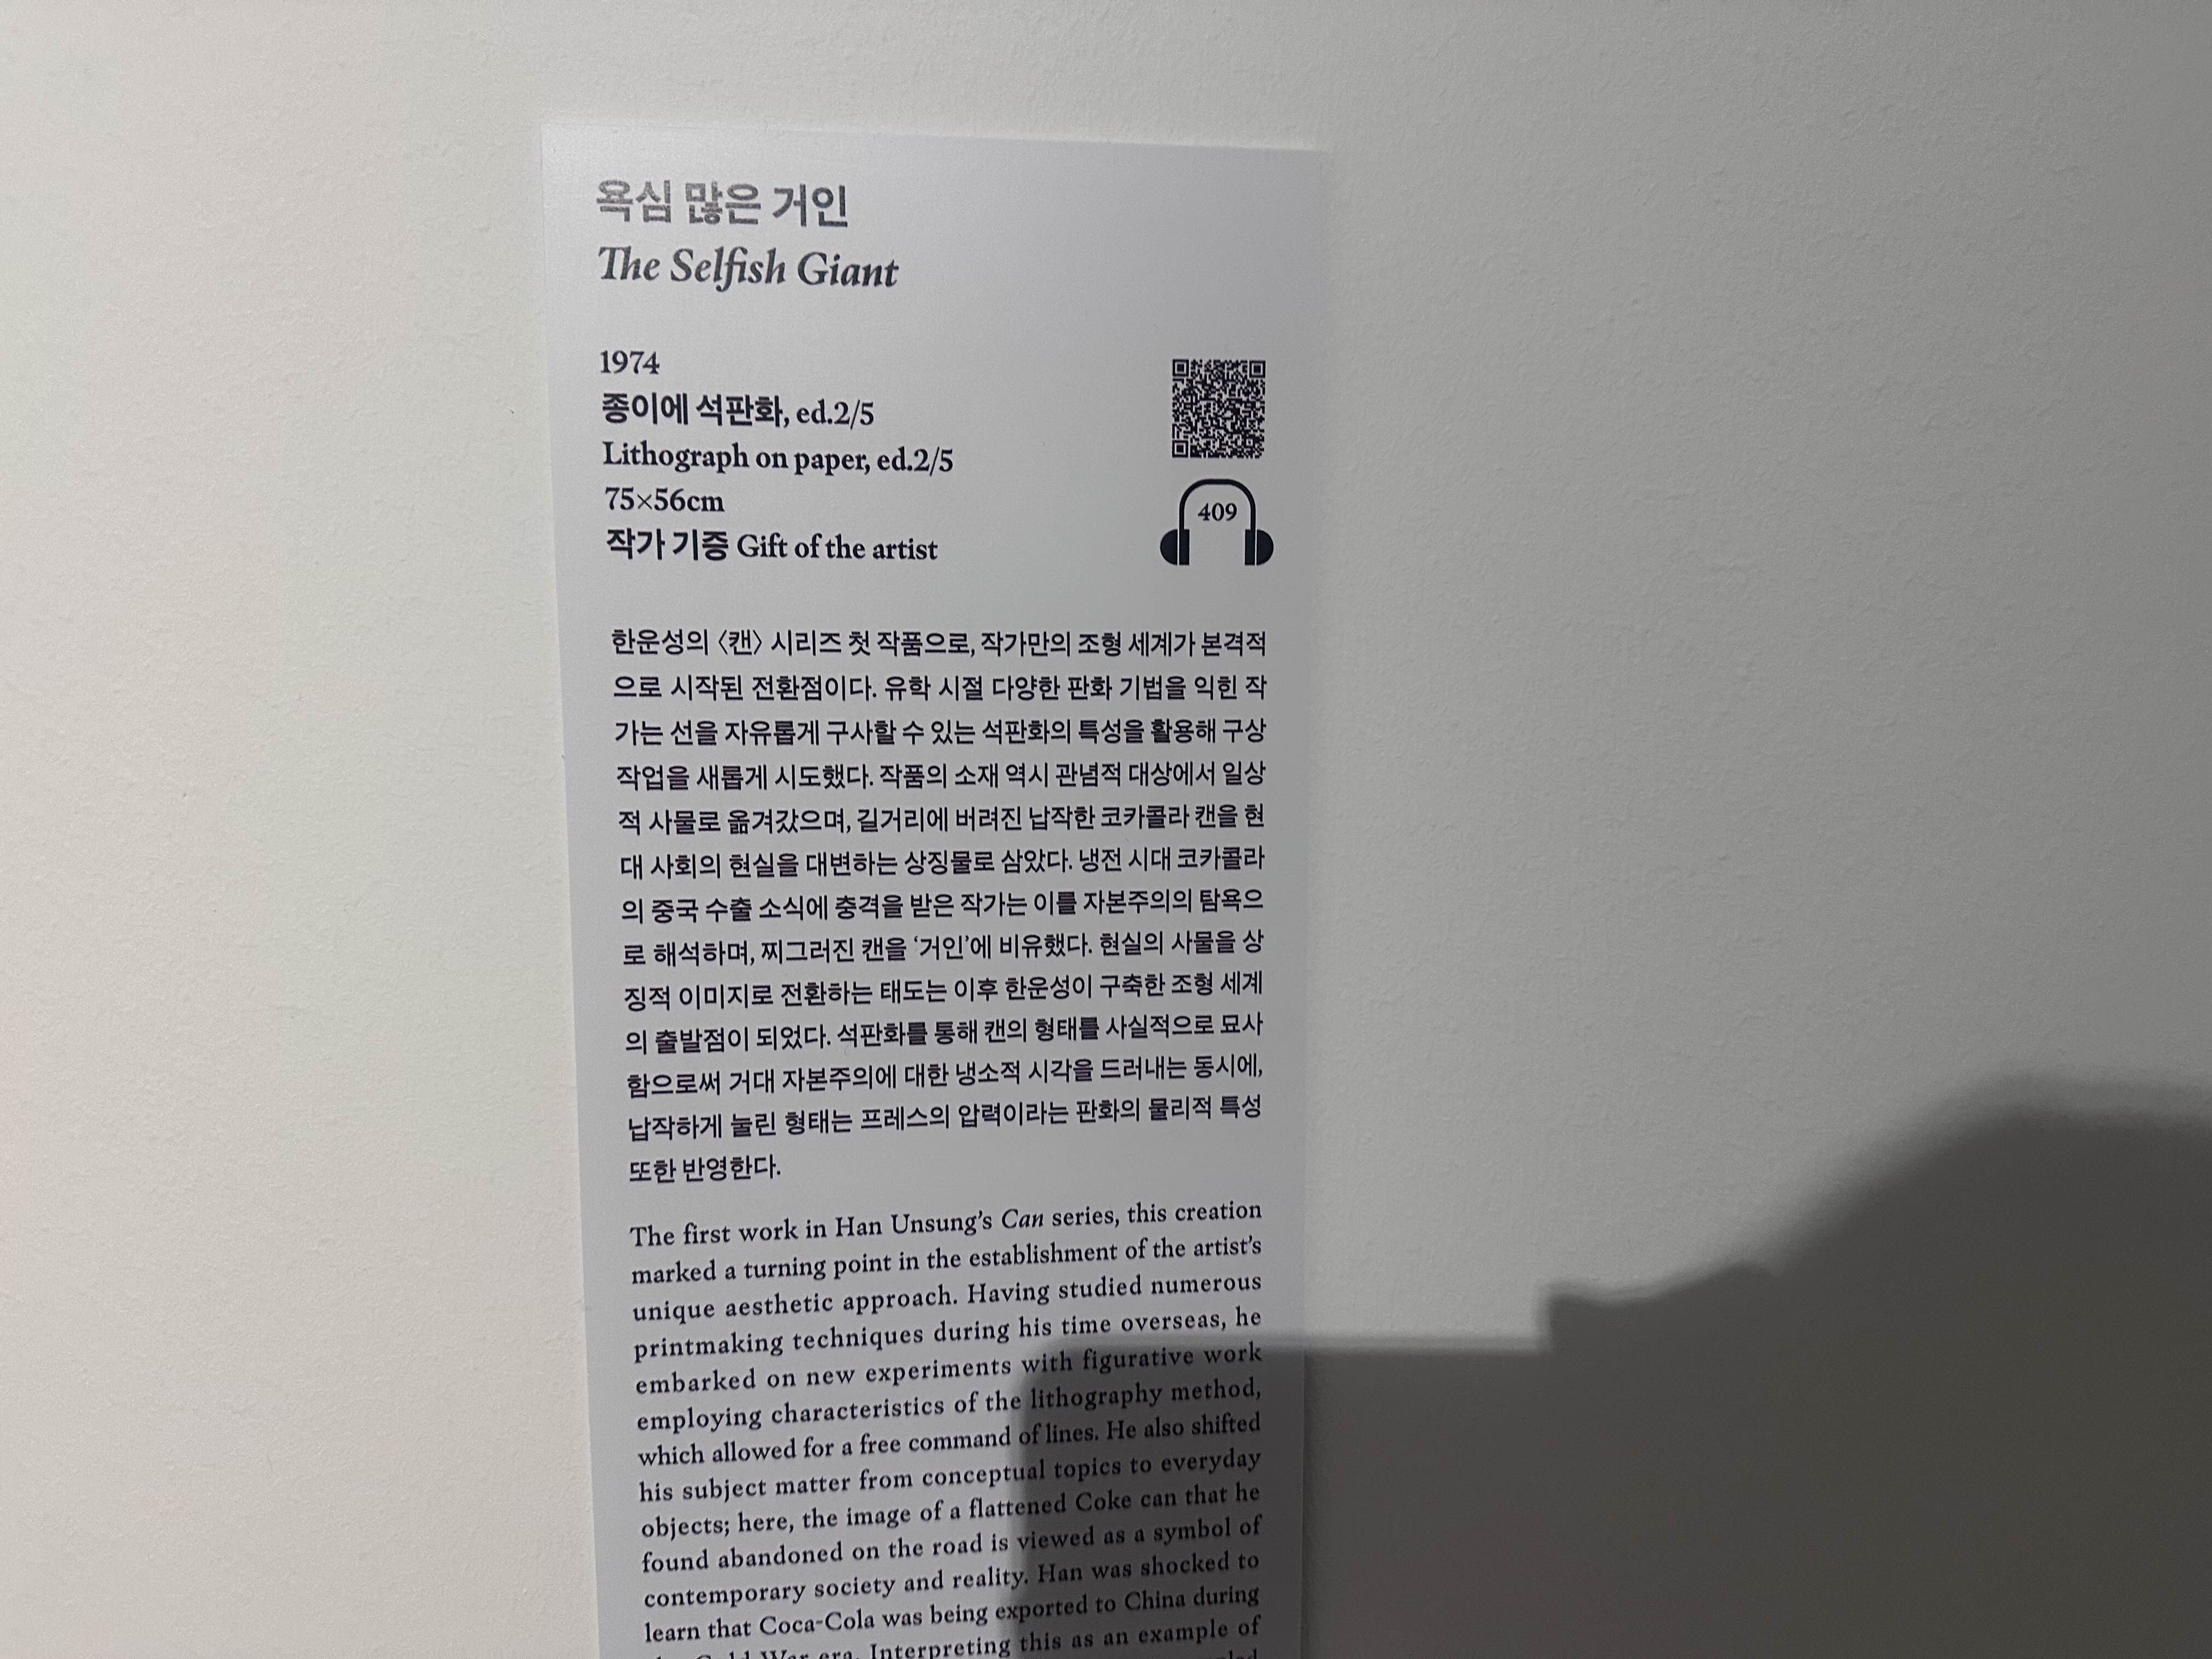 욕심 많은 거인
The Selfish Giant
1974
종이에 석판화, ed.2/5
Lithograph on paper, ed.2/5
75×56cm
작가 기증 Gift of the artist
409
한운성의 〈캔〉 시리즈 첫 작품으로, 작가만의 조형 세계가 본격적
으로 시작된 전환점이다. 유학 시절 다양한 판화 기법을 익힌 작
가는 선을 자유롭게 구사할 수 있는 석판화의 특성을 활용해 구상
작업을 새롭게 시도했다. 작품의 소재 역시 관념적 대상에서 일상
적 사물로 옮겨갔으며, 길거리에 버려진 납작한 코카콜라 캔을 현
대 사회의 현실을 대변하는 상징물로 삼았다. 냉전 시대 코카콜라
의 중국 수출 소식에 충격을 받은 작가는 이를 자본주의의 탐욕으
로 해석하며, 찌그러진 캔을 ‘거인’에 비유했다. 현실의 사물을 상
징적 이미지로 전환하는 태도는 이후 한운성이 구축한 조형 세계
의 출발점이 되었다. 석판화를 통해 캔의 형태를 사실적으로 묘사
함으로써 거대 자본주의에 대한 냉소적 시각을 드러내는 동시에,
납작하게 눌린 형태는 프레스의 압력이라는 판화의 물리적 특성
또한 반영한다.
The first work in Han Unsung’s Can series, this creation
marked a turning point in the establishment of the artist’s
unique aesthetic approach. Having studied numerous
printmaking techniques during his time overseas, he
embarked on new experiments with figurative work
employing characteristics of the lithography method,
which allowed for a free command of lines. He also shifted
his subject matter from conceptual topics to everyday
objects; here, the image of a flattened Coke can that he
found abandoned on the road is viewed as a symbol of
contemporary society and reality. Han was shocked to
learn that Coca-Cola was being exported to China during
War era. Interpreting this as an example of